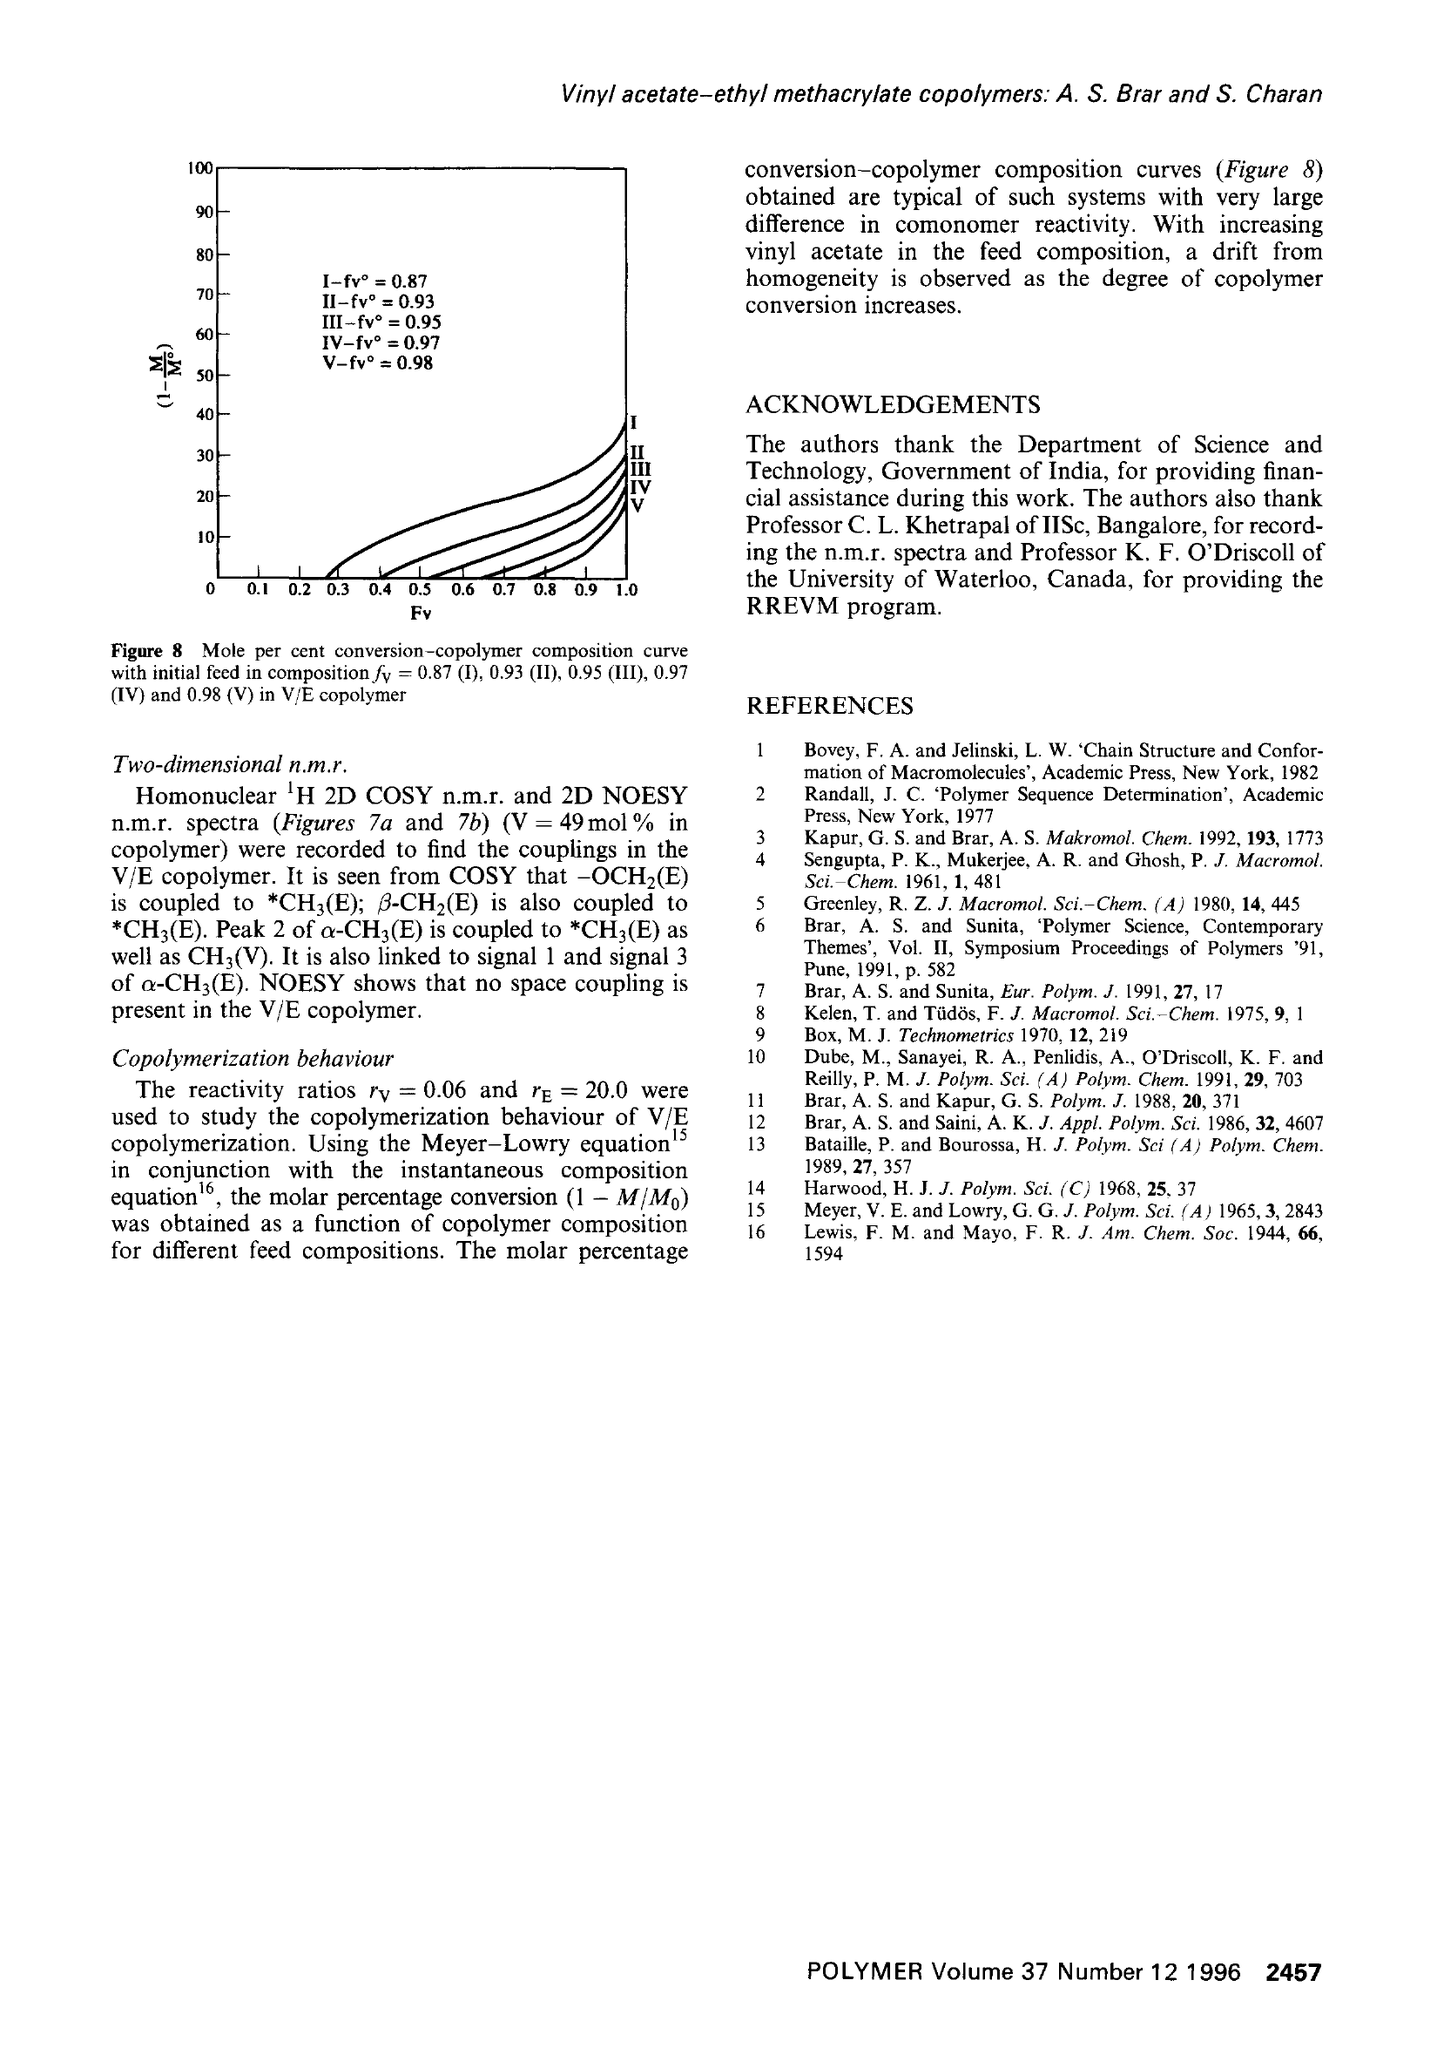 Vinyl acetate–ethyl methacrylate copolymers: A. S. Brar and S. Charan
100
90
80
70
60
50
40
30
20
10
0
(1–M/M°)
I–fv° = 0.87
II–fv° = 0.93
III–fv° = 0.95
IV–fv° = 0.97
V–fv° = 0.98
I
II
III
IV
V
0.1 0.2 0.3 0.4 0.5 0.6 0.7 0.8 0.9 1.0
Fv
Figure 8 Mole per cent conversion–copolymer composition curve
with initial feed in composition fV = 0.87 (I), 0.93 (II), 0.95 (III), 0.97
(IV) and 0.98 (V) in V/E copolymer
Two-dimensional n.m.r.
Homonuclear ¹H 2D COSY n.m.r. and 2D NOESY
n.m.r. spectra (Figures 7a and 7b) (V = 49 mol % in
copolymer) were recorded to find the couplings in the
V/E copolymer. It is seen from COSY that –OCH₂(E)
is coupled to *CH₃(E); β-CH₂(E) is also coupled to
*CH₃(E). Peak 2 of α-CH₃(E) is coupled to *CH₃(E) as
well as CH₃(V). It is also linked to signal 1 and signal 3
of α-CH₃(E). NOESY shows that no space coupling is
present in the V/E copolymer.
Copolymerization behaviour
The reactivity ratios rV = 0.06 and rE = 20.0 were
used to study the copolymerization behaviour of V/E
copolymerization. Using the Meyer–Lowry equation¹⁵
in conjunction with the instantaneous composition
equation¹⁶, the molar percentage conversion (1 – M/M₀)
was obtained as a function of copolymer composition
for different feed compositions. The molar percentage
conversion–copolymer composition curves (Figure 8)
obtained are typical of such systems with very large
difference in comonomer reactivity. With increasing
vinyl acetate in the feed composition, a drift from
homogeneity is observed as the degree of copolymer
conversion increases.
ACKNOWLEDGEMENTS
The authors thank the Department of Science and
Technology, Government of India, for providing finan-
cial assistance during this work. The authors also thank
Professor C. L. Khetrapal of IISc, Bangalore, for record-
ing the n.m.r. spectra and Professor K. F. O'Driscoll of
the University of Waterloo, Canada, for providing the
RREVM program.
REFERENCES
1 Bovey, F. A. and Jelinski, L. W. 'Chain Structure and Confor-
mation of Macromolecules', Academic Press, New York, 1982
2 Randall, J. C. 'Polymer Sequence Determination', Academic
Press, New York, 1977
3 Kapur, G. S. and Brar, A. S. Makromol. Chem. 1992, 193, 1773
4 Sengupta, P. K., Mukerjee, A. R. and Ghosh, P. J. Macromol.
Sci.–Chem. 1961, 1, 481
5 Greenley, R. Z. J. Macromol. Sci.–Chem. (A) 1980, 14, 445
6 Brar, A. S. and Sunita, 'Polymer Science, Contemporary
Themes', Vol. II, Symposium Proceedings of Polymers '91,
Pune, 1991, p. 582
7 Brar, A. S. and Sunita, Eur. Polym. J. 1991, 27, 17
8 Kelen, T. and Tüdös, F. J. Macromol. Sci.–Chem. 1975, 9, 1
9 Box, M. J. Technometrics 1970, 12, 219
10 Dube, M., Sanayei, R. A., Penlidis, A., O'Driscoll, K. F. and
Reilly, P. M. J. Polym. Sci. (A) Polym. Chem. 1991, 29, 703
11 Brar, A. S. and Kapur, G. S. Polym. J. 1988, 20, 371
12 Brar, A. S. and Saini, A. K. J. Appl. Polym. Sci. 1986, 32, 4607
13 Bataille, P. and Bourossa, H. J. Polym. Sci (A) Polym. Chem.
1989, 27, 357
14 Harwood, H. J. J. Polym. Sci. (C) 1968, 25, 37
15 Meyer, V. E. and Lowry, G. G. J. Polym. Sci. (A) 1965, 3, 2843
16 Lewis, F. M. and Mayo, F. R. J. Am. Chem. Soc. 1944, 66,
1594
POLYMER Volume 37 Number 12 1996 2457